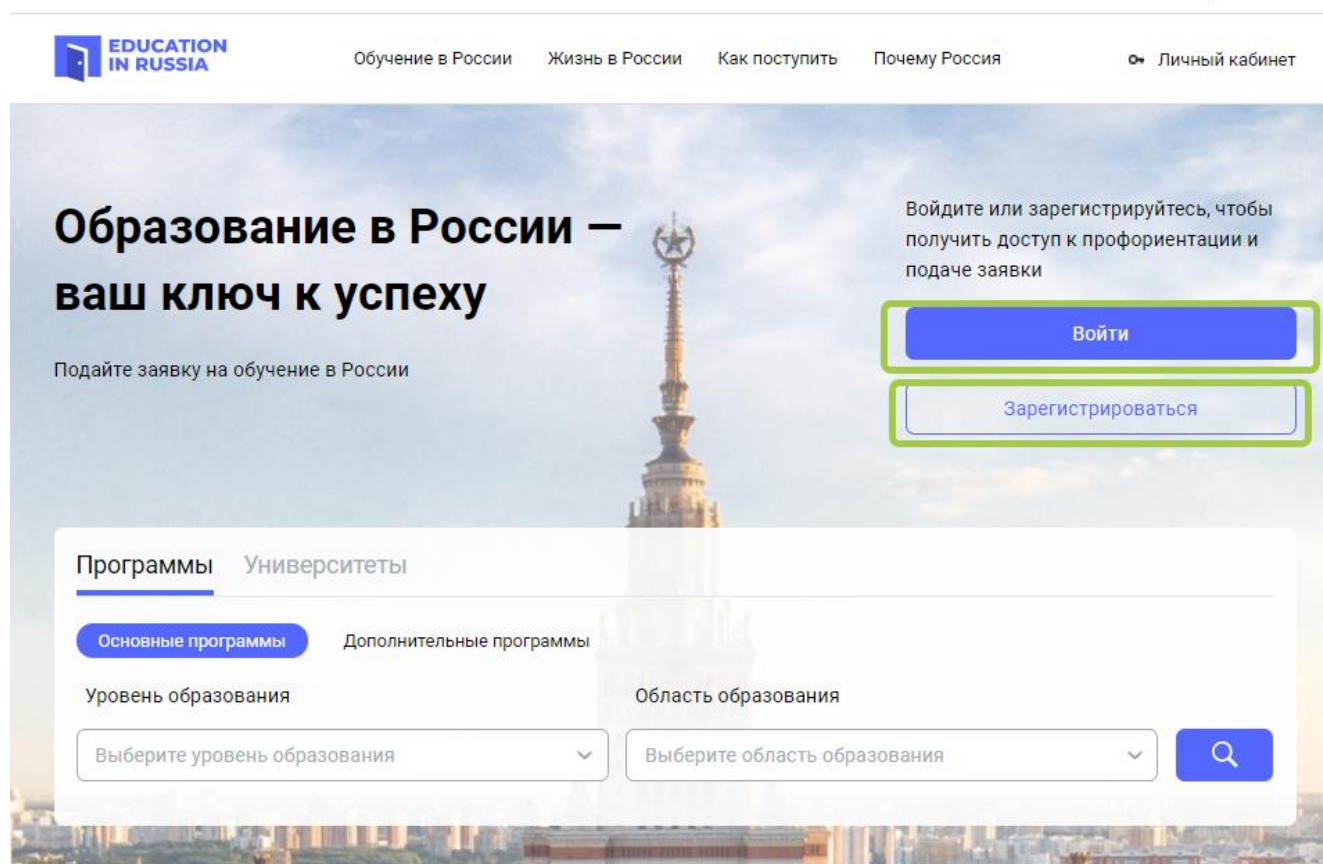 EDUCATION
IN RUSSIA
Обучение в России Жизнь в России Как поступить Почему Россия Личный кабинет
Образование в России —
ваш ключ к успеху
Подайте заявку на обучение в России
Войдите или зарегистрируйтесь, чтобы
получить доступ к профориентации и
подаче заявки
Войти
Зарегистрироваться
Программы Университеты
Основные программы Дополнительные программы
Уровень образования Область образования
Выберите уровень образования Выберите область образования